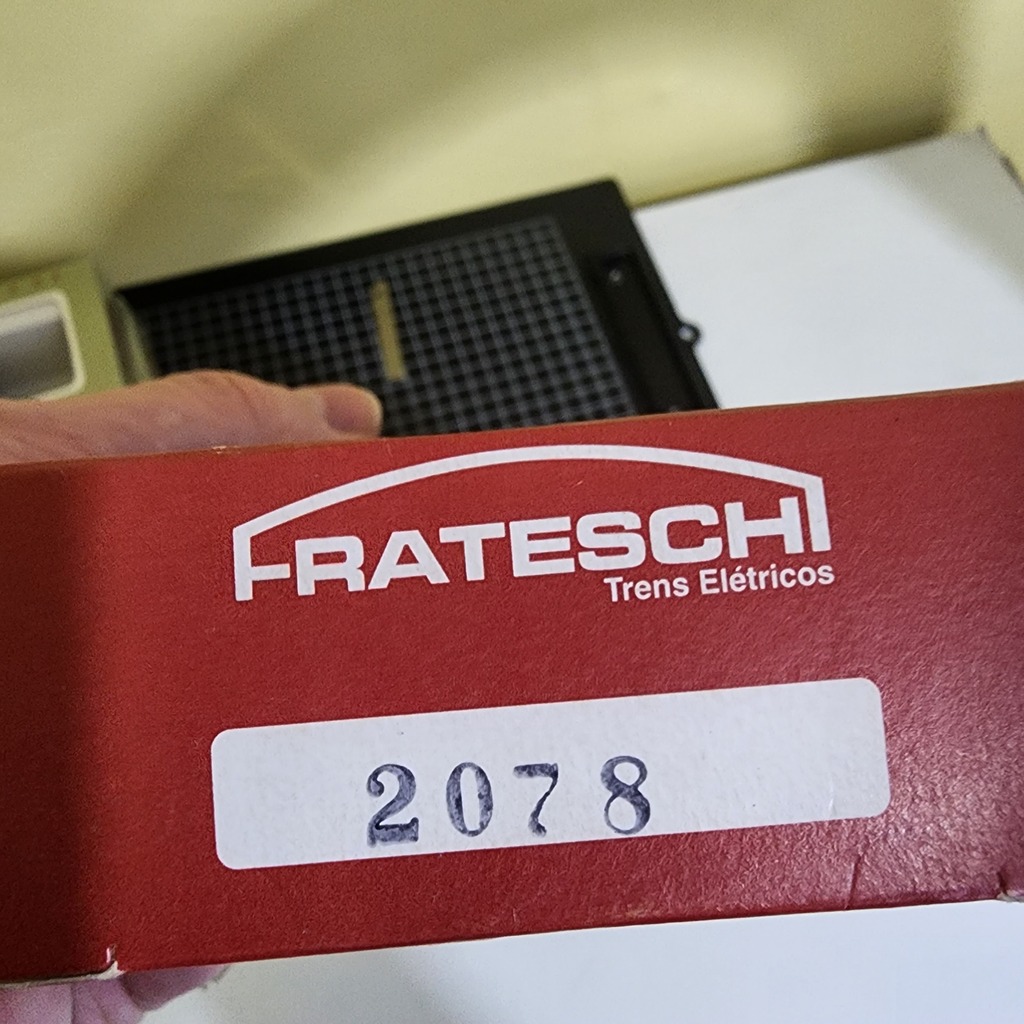 FRATESCHI
Trens Elétricos
2078